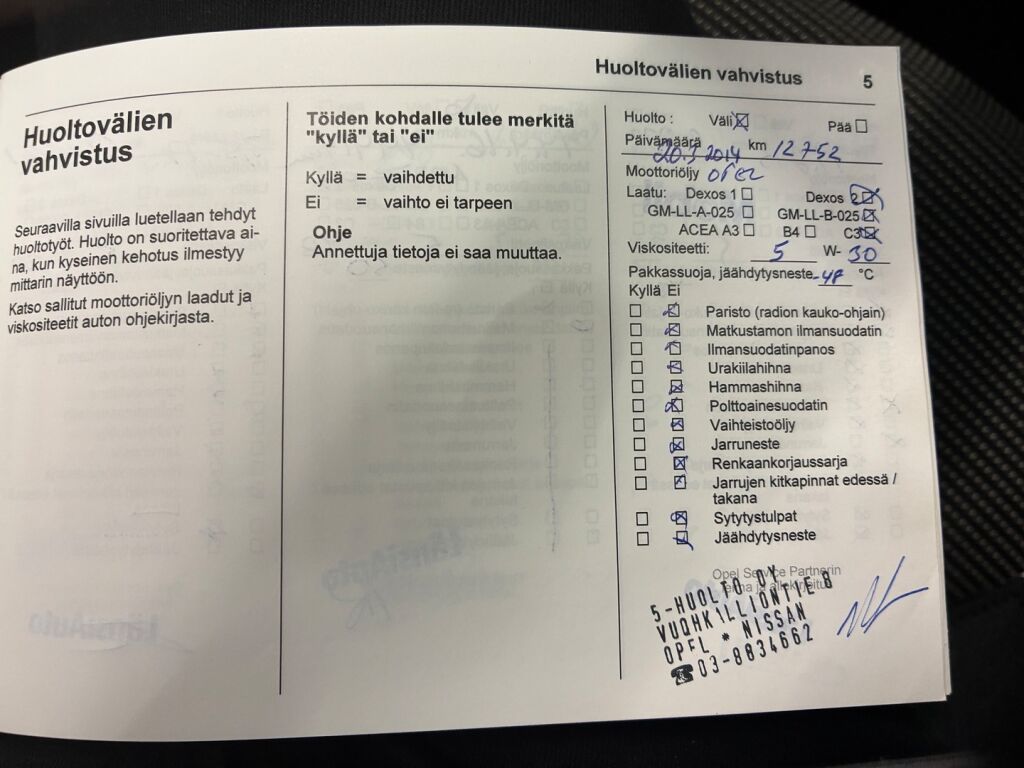 Huoltovälien vahvistus 5
Huoltovälien
vahvistus
Seuraavilla sivuilla luetellaan tehdyt
huoltotyöt. Huolto on suoritettava ai-
na, kun kyseinen kehotus ilmestyy
mittarin näyttöön.
Katso sallitut moottoriöljyn laadut ja
viskositeetit auton ohjekirjasta.
Töiden kohdalle tulee merkitä
"kyllä" tai "ei"
Kyllä = vaihdettu
Ei = vaihto ei tarpeen
Ohje
Annettuja tietoja ei saa muuttaa.
Huolto : Väli Pää
Päivämäärä 20.3 2014 km 12752
Moottoriöljy opel
Laatu: Dexos 1 Dexos 2
GM-LL-A-025 GM-LL-B-025
ACEA A3 B4 C3
Viskositeetti: 5 W- 30
Pakkassuoja, jäähdytysneste -48 °C
Kyllä Ei
Paristo (radion kauko-ohjain)
Matkustamon ilmansuodatin
Ilmansuodatinpanos
Urakiilahihna
Hammashihna
Polttoainesuodatin
Vaihteistoöljy
Jarruneste
Renkaankorjaussarja
Jarrujen kitkapinnat edessä /
takana
Sytytystulpat
Jäähdytysneste
Opel Service Partnerin
5-HUOLTO OY
VUOHKALLIONTIE 8
OPEL * NISSAN
☎03-8834662